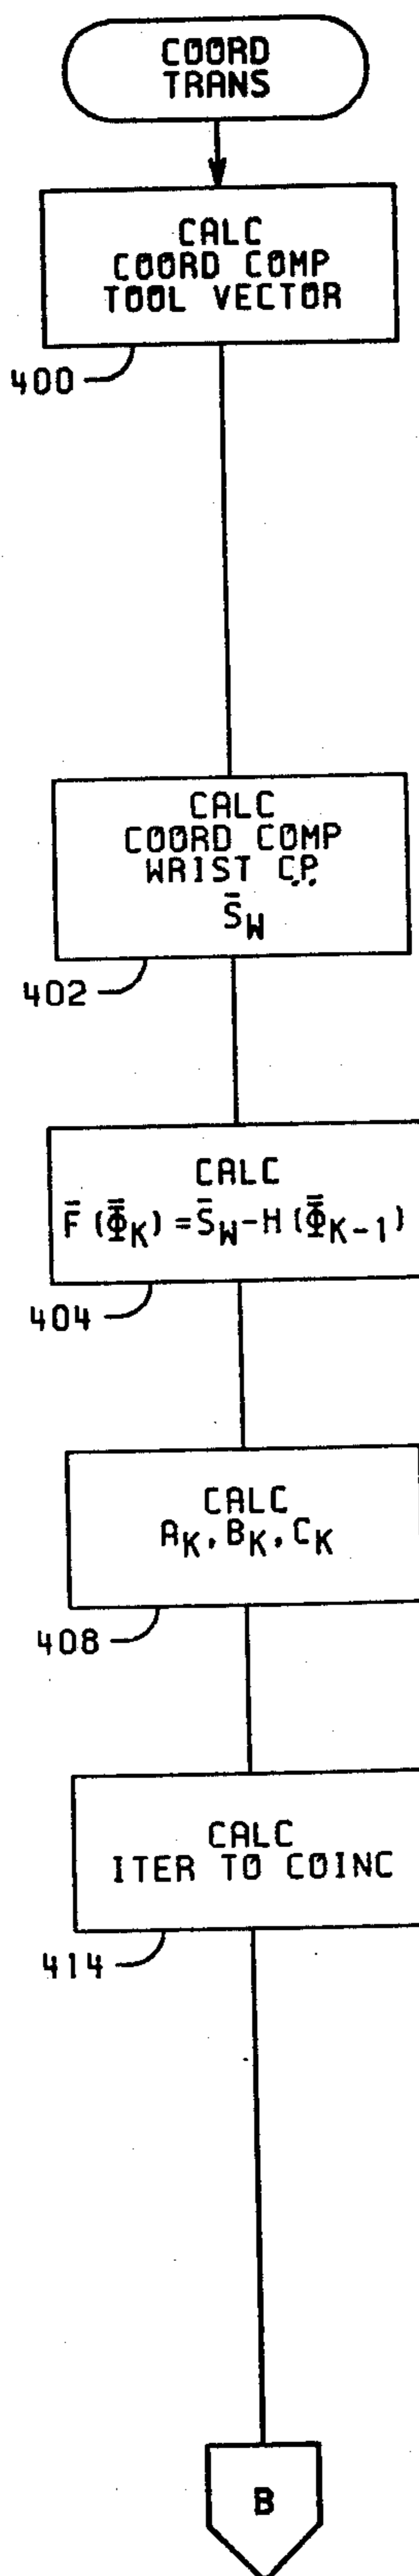 COORD
TRANS
CALC
COORD COMP
TOOL VECTOR
400
CALC
COORD COMP
WRIST C.P.
S̄W
402
CALC
F̄(Φ̄K)=S̄W-H(Φ̄K-1)
404
CALC
AK,BK,CK
408
CALC
ITER TO COINC
414
B